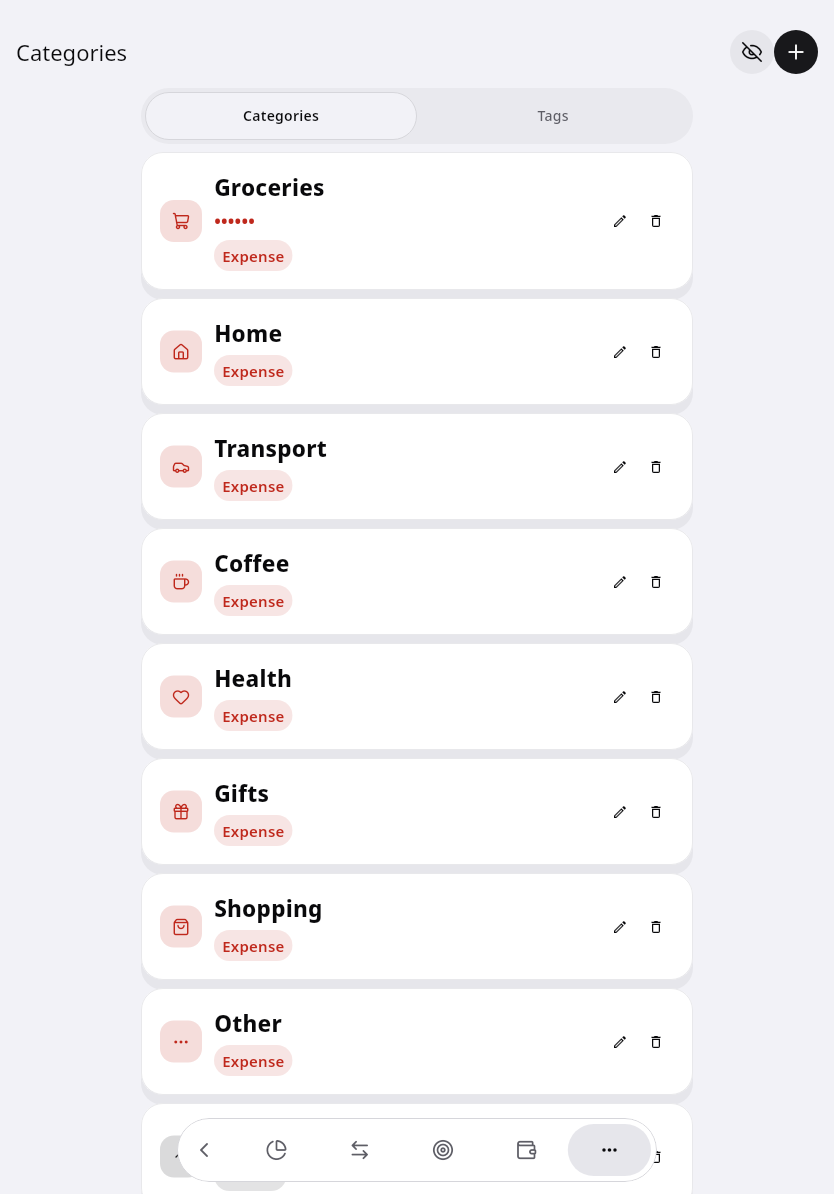 Categories
Categories
Tags
Groceries
••••••
Expense
Home
Expense
Transport
Expense
Coffee
Expense
Health
Expense
Gifts
Expense
Shopping
Expense
Other
Expense